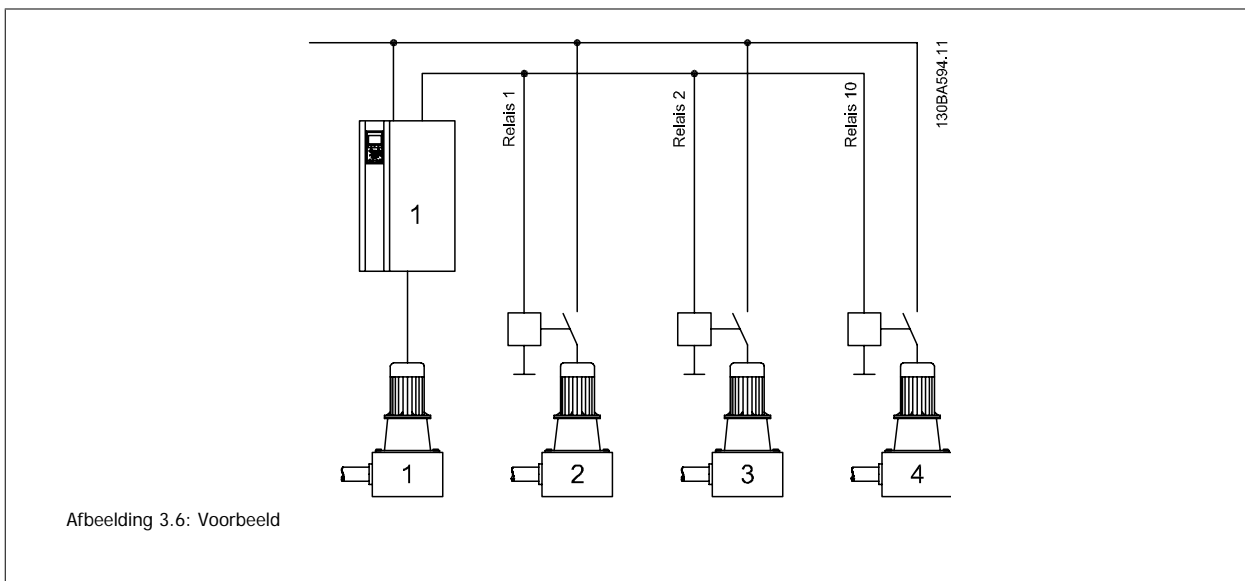 130BA594.11
Relais 1
Relais 2
Relais 10
1
1
2
3
4
Afbeelding 3.6: Voorbeeld